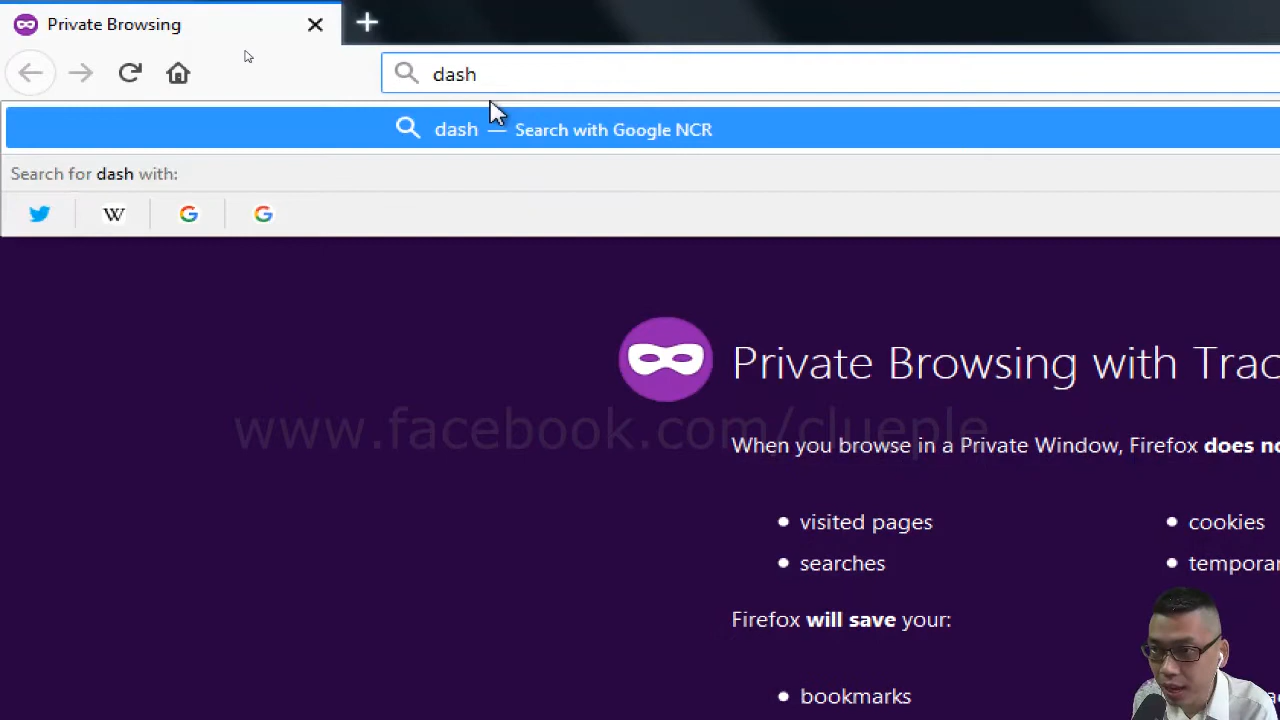 Private Browsing
dash
dash — Search with Google NCR
Search for dash with:
W G G
Private Browsing with Trac
www.facebook.com/clueple
When you browse in a Private Window, Firefox does no
visited pages
cookies
searches
tempora
Firefox will save your:
bookmarks